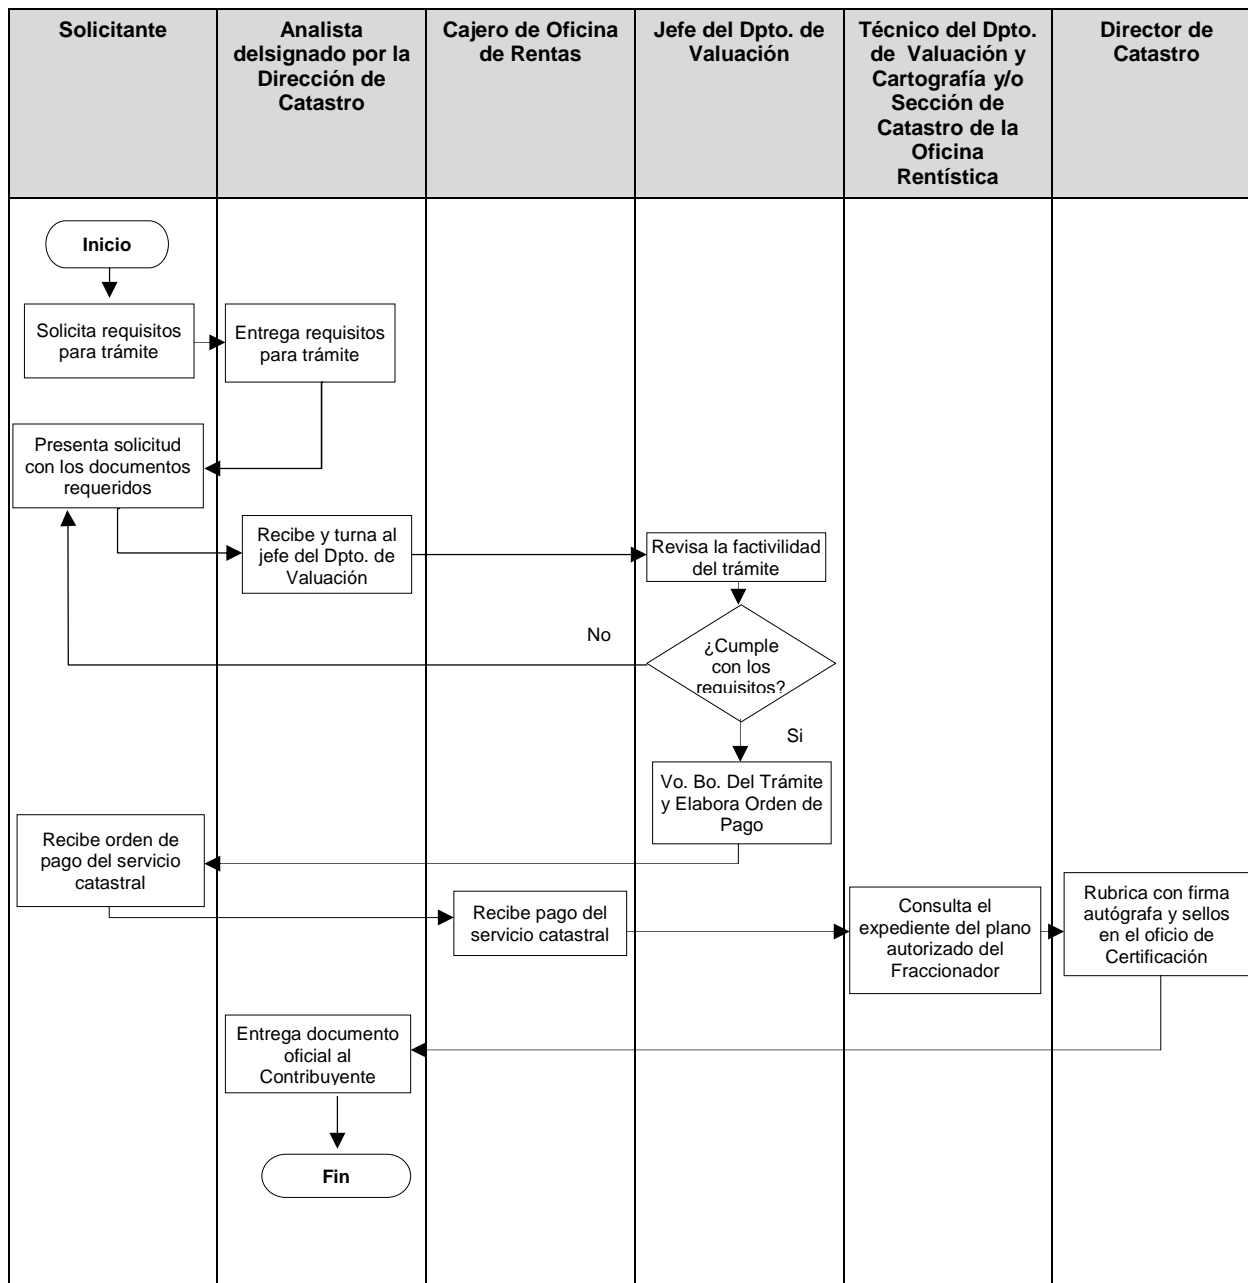 Solicitante
Analista
delsignado por la
Dirección de
Catastro
Cajero de Oficina
de Rentas
Jefe del Dpto. de
Valuación
Técnico del Dpto.
de Valuación y
Cartografía y/o
Sección de
Catastro de la
Oficina
Rentística
Director de
Catastro
Inicio
Solicita requisitos
para trámite
Entrega requisitos
para trámite
Presenta solicitud
con los documentos
requeridos
Recibe y turna al
jefe del Dpto. de
Valuación
Revisa la factivilidad
del trámite
No
¿Cumple
con los
requisitos?
Si
Vo. Bo. Del Trámite
y Elabora Orden de
Pago
Recibe orden de
pago del servicio
catastral
Recibe pago del
servicio catastral
Consulta el
expediente del plano
autorizado del
Fraccionador
Rubrica con firma
autógrafa y sellos
en el oficio de
Certificación
Entrega documento
oficial al
Contribuyente
Fin